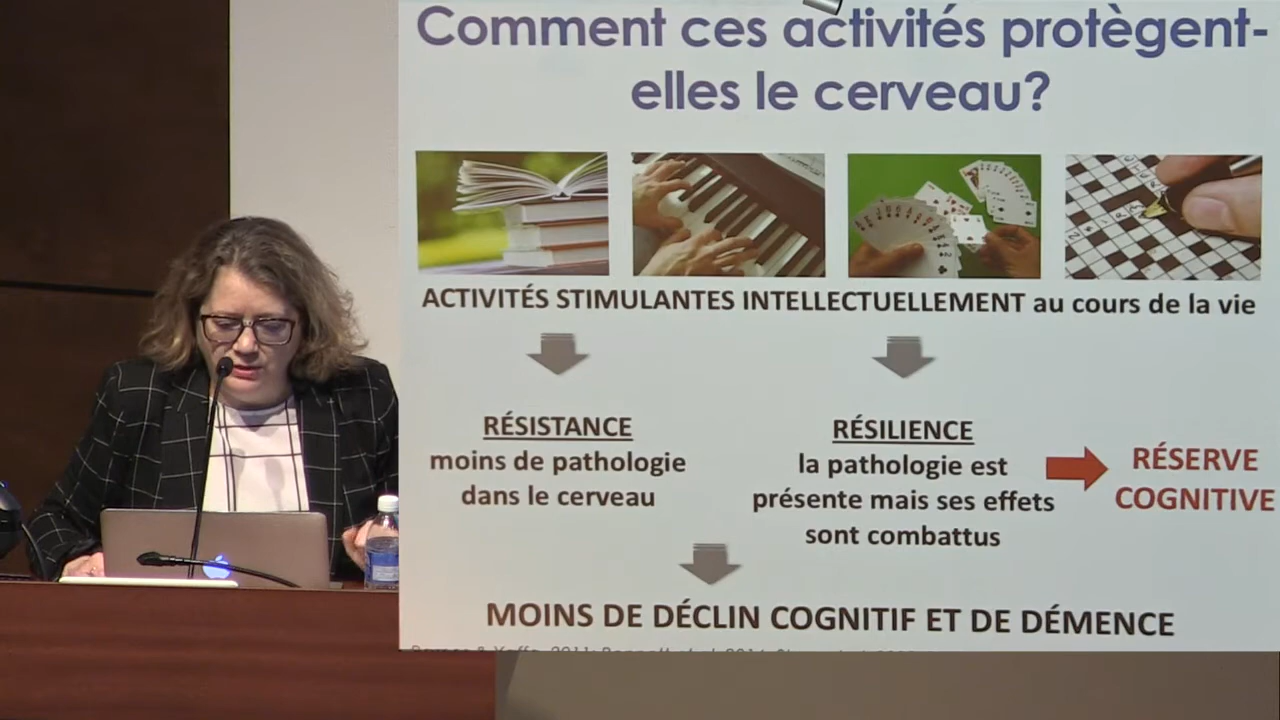 Comment ces activités protègent-
elles le cerveau?
ACTIVITÉS STIMULANTES INTELLECTUELLEMENT au cours de la vie
RÉSISTANCE
moins de pathologie
dans le cerveau
RÉSILIENCE
la pathologie est
présente mais ses effets
sont combattus
RÉSERVE
COGNITIVE
MOINS DE DÉCLIN COGNITIF ET DE DÉMENCE